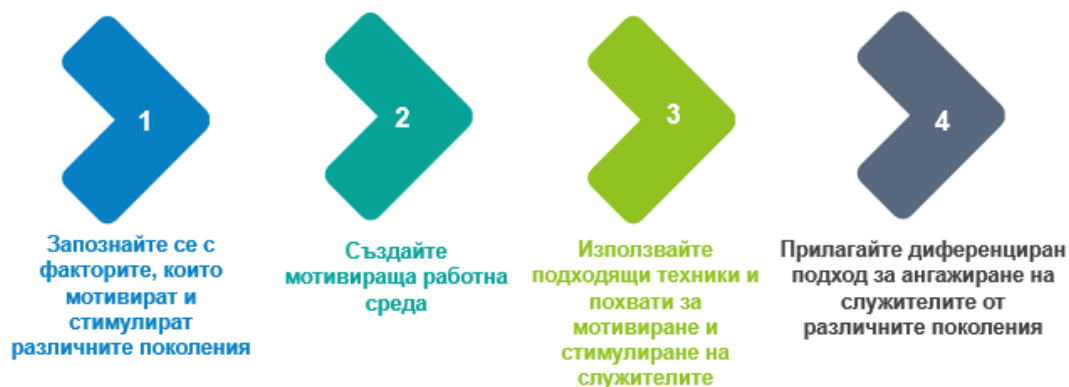 1
Запознайте се с
факторите, които
мотивират и
стимулират
различните поколения
2
Създайте
мотивираща работна
среда
3
Използвайте
подходящи техники и
похвати за
мотивиране и
стимулиране на
служителите
4
Прилагайте диференциран
подход за ангажиране на
служителите от
различните поколения